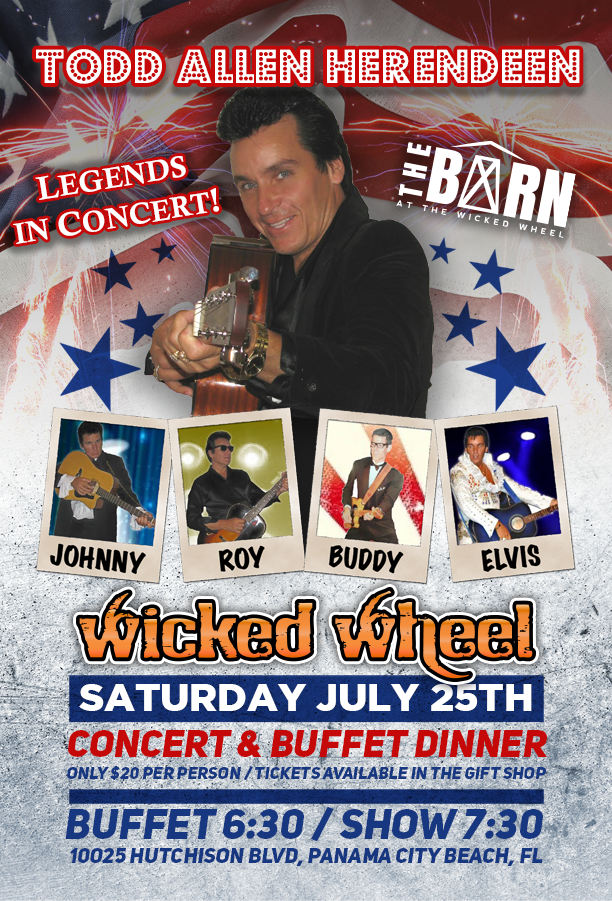 TODD ALLEN HERENDEEN
LEGENDS
IN CONCERT!
THE BARN
AT THE WICKED WHEEL
JOHNNY
ROY
BUDDY
ELVIS
wicked wheel
SATURDAY JULY 25TH
CONCERT & BUFFET DINNER
ONLY $20 PER PERSON / TICKETS AVAILABLE IN THE GIFT SHOP
BUFFET 6:30 / SHOW 7:30
10025 HUTCHISON BLVD, PANAMA CITY BEACH, FL